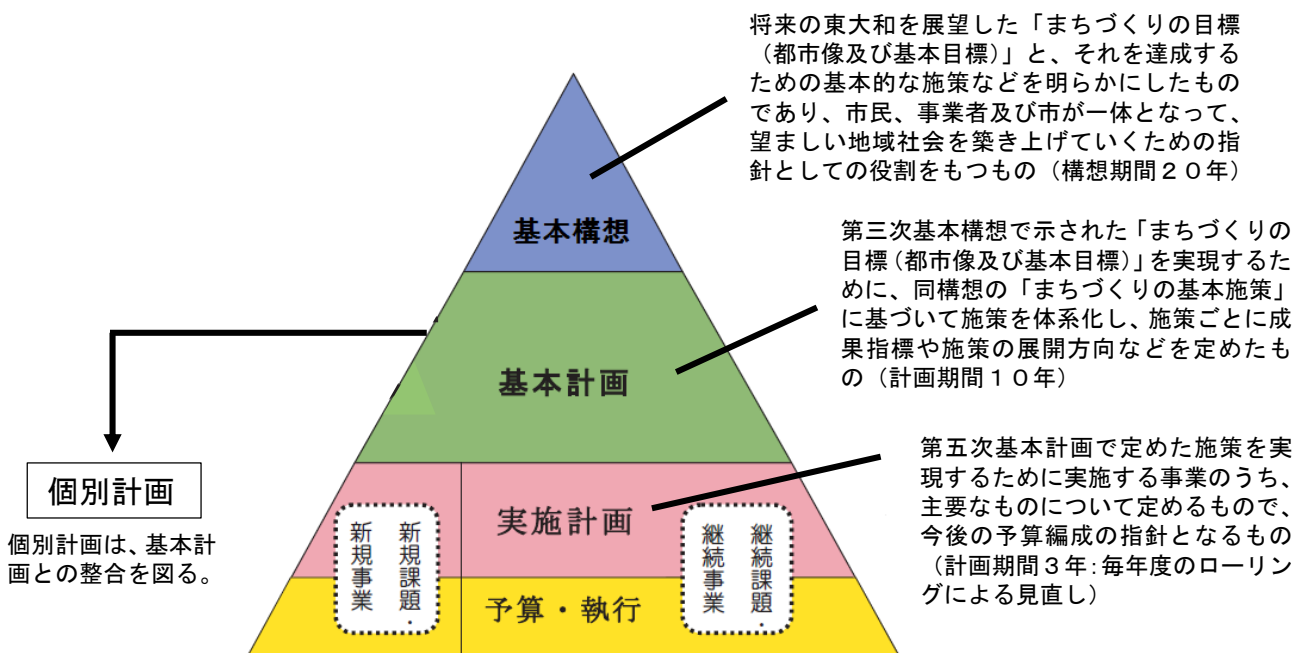 将来の東大和を展望した「まちづくりの目標
（都市像及び基本目標）」と、それを達成する
ための基本的な施策などを明らかにしたもの
であり、市民、事業者及び市が一体となって、
望ましい地域社会を築き上げていくための指
針としての役割をもつもの（構想期間２０年）
基本構想
第三次基本構想で示された「まちづくりの
目標（都市像及び基本目標）」を実現するた
めに、同構想の「まちづくりの基本施策」
に基づいて施策を体系化し、施策ごとに成
果指標や施策の展開方向などを定めたも
の（計画期間１０年）
基本計画
第五次基本計画で定めた施策を実
現するために実施する事業のうち、
主要なものについて定めるもので、
今後の予算編成の指針となるもの
（計画期間３年：毎年度のローリン
グによる見直し）
個別計画
個別計画は、基本計
画との整合を図る。
実施計画
新規課題・
新規事業
継続課題・
継続事業
予算・執行